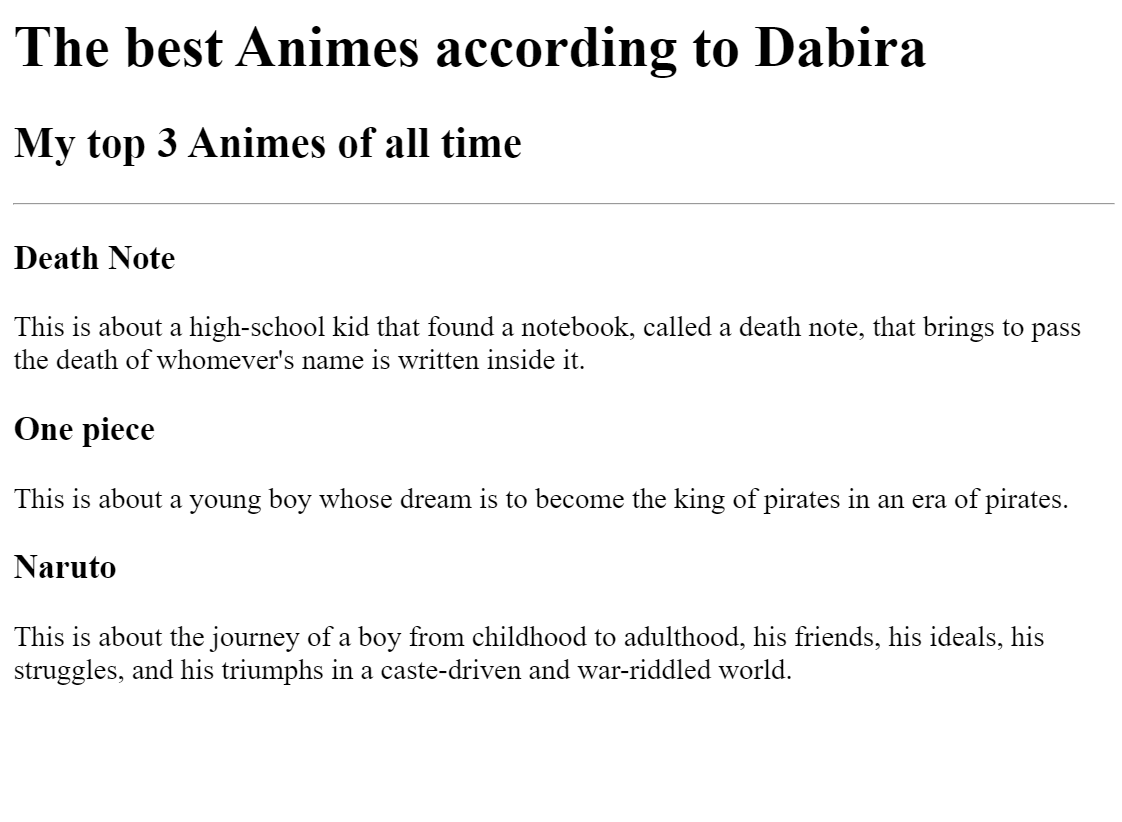 The best Animes according to Dabira
My top 3 Animes of all time
Death Note
This is about a high-school kid that found a notebook, called a death note, that brings to pass
the death of whomever's name is written inside it.
One piece
This is about a young boy whose dream is to become the king of pirates in an era of pirates.
Naruto
This is about the journey of a boy from childhood to adulthood, his friends, his ideals, his
struggles, and his triumphs in a caste-driven and war-riddled world.